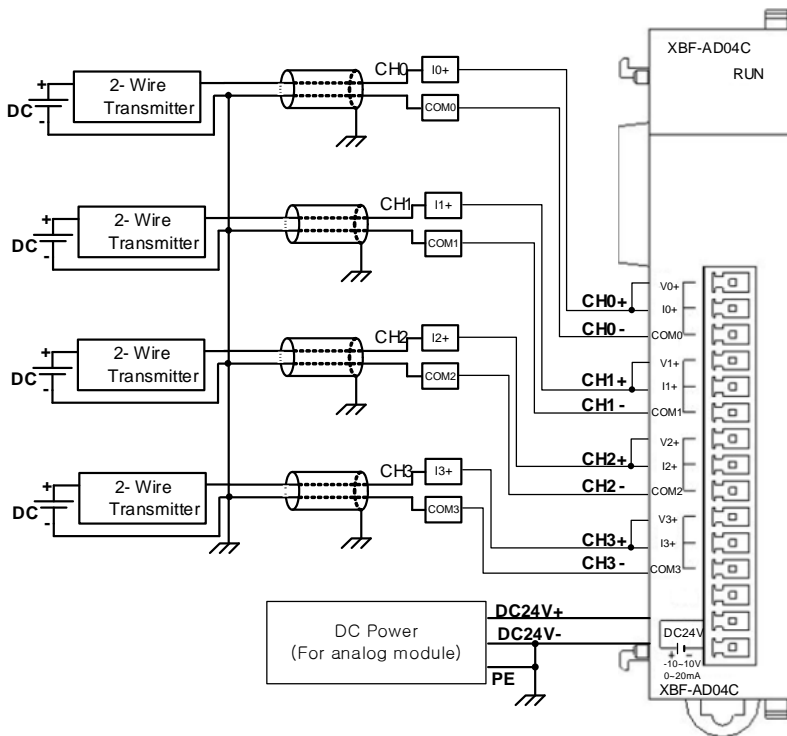 XBF-AD04C
RUN
+
DC
-
2- Wire
Transmitter
CH0
I0+
COM0
+
DC
-
2- Wire
Transmitter
CH1
I1+
COM1
+
DC
-
2- Wire
Transmitter
CH2
I2+
COM2
+
DC
-
2- Wire
Transmitter
CH3
I3+
COM3
CH0+
CH0 -
CH1+
CH1 -
CH2+
CH2 -
CH3+
CH3 -
V0+
I0+
COM0
V1+
I1+
COM1
V2+
I2+
COM2
V3+
I3+
COM3
DC Power
(For analog module)
DC24V+
DC24V-
PE
DC24V
+ -
-10~10V
0~20mA
XBF-AD04C